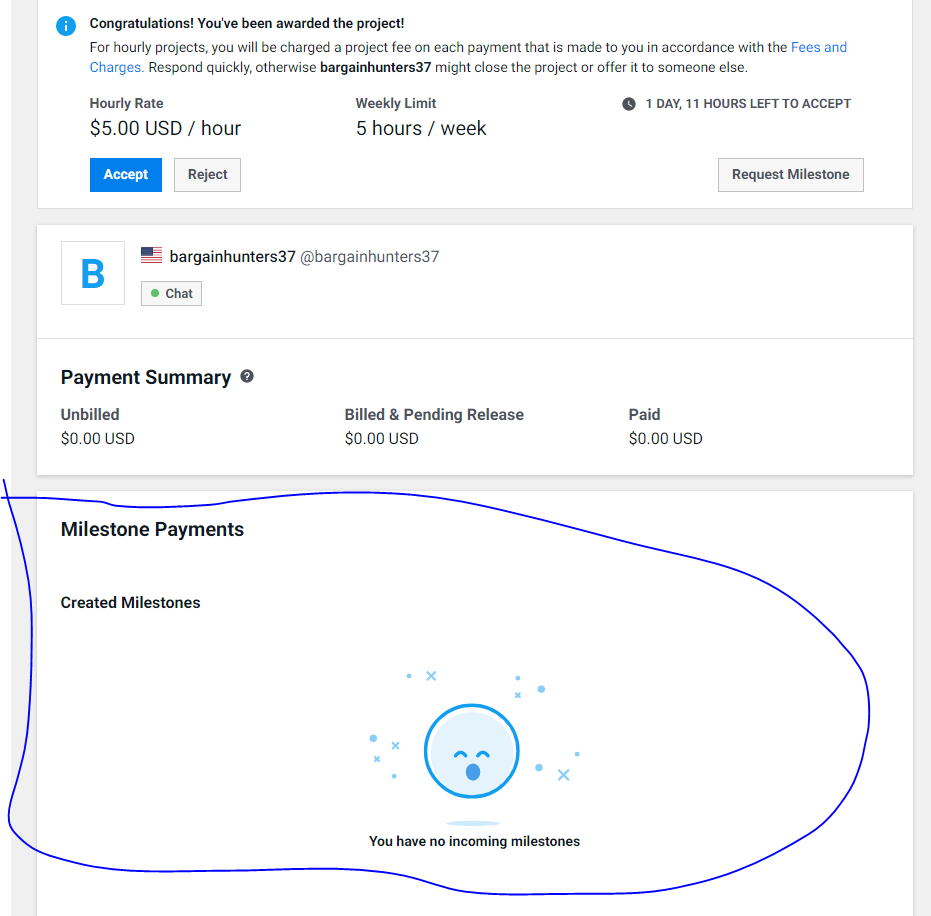 Congratulations! You've been awarded the project!
For hourly projects, you will be charged a project fee on each payment that is made to you in accordance with the Fees and
Charges. Respond quickly, otherwise bargainhunters37 might close the project or offer it to someone else.
Hourly Rate
$5.00 USD / hour
Weekly Limit
5 hours / week
1 DAY, 11 HOURS LEFT TO ACCEPT
Accept
Reject
Request Milestone
B
bargainhunters37 @bargainhunters37
Chat
Payment Summary ?
Unbilled
$0.00 USD
Billed & Pending Release
$0.00 USD
Paid
$0.00 USD
Milestone Payments
Created Milestones
You have no incoming milestones